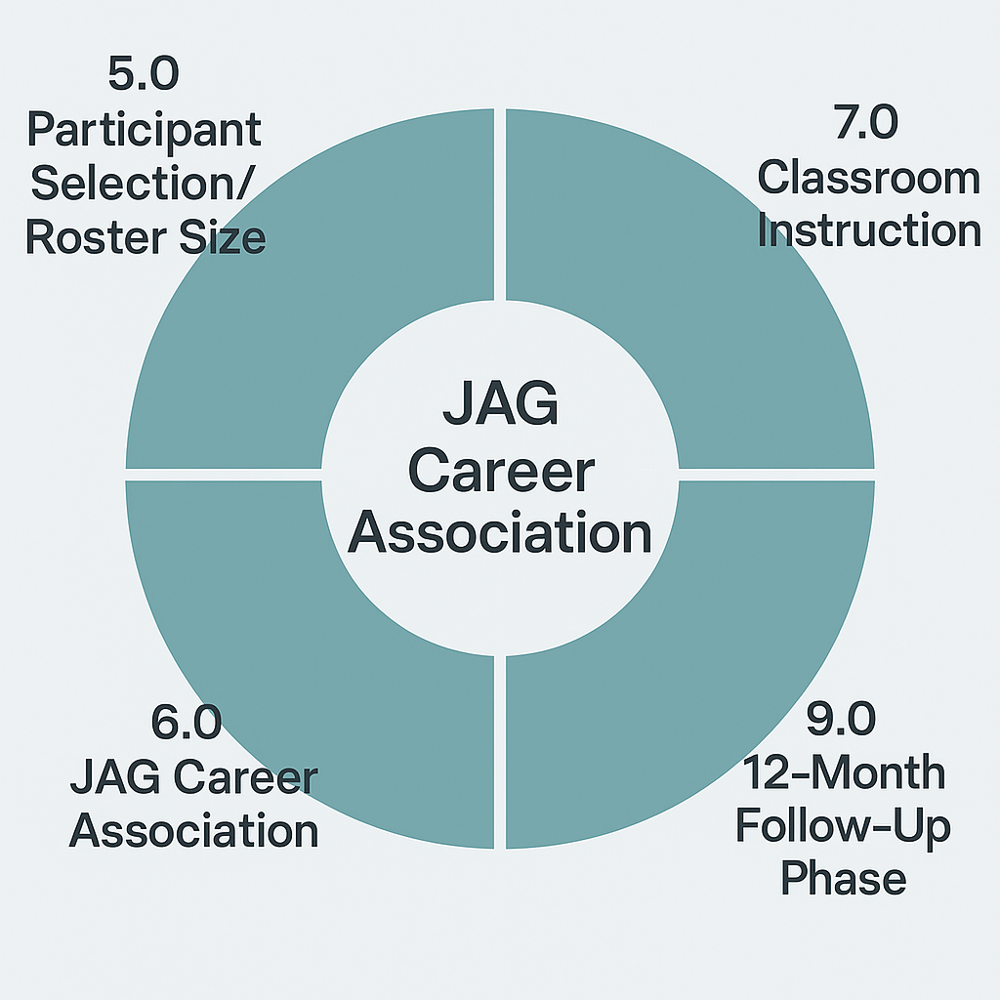 5.0
Participant
Selection/
Roster Size
7.0
Classroom
Instruction
JAG
Career
Association
6.0
JAG Career
Association
9.0
12-Month
Follow-Up
Phase